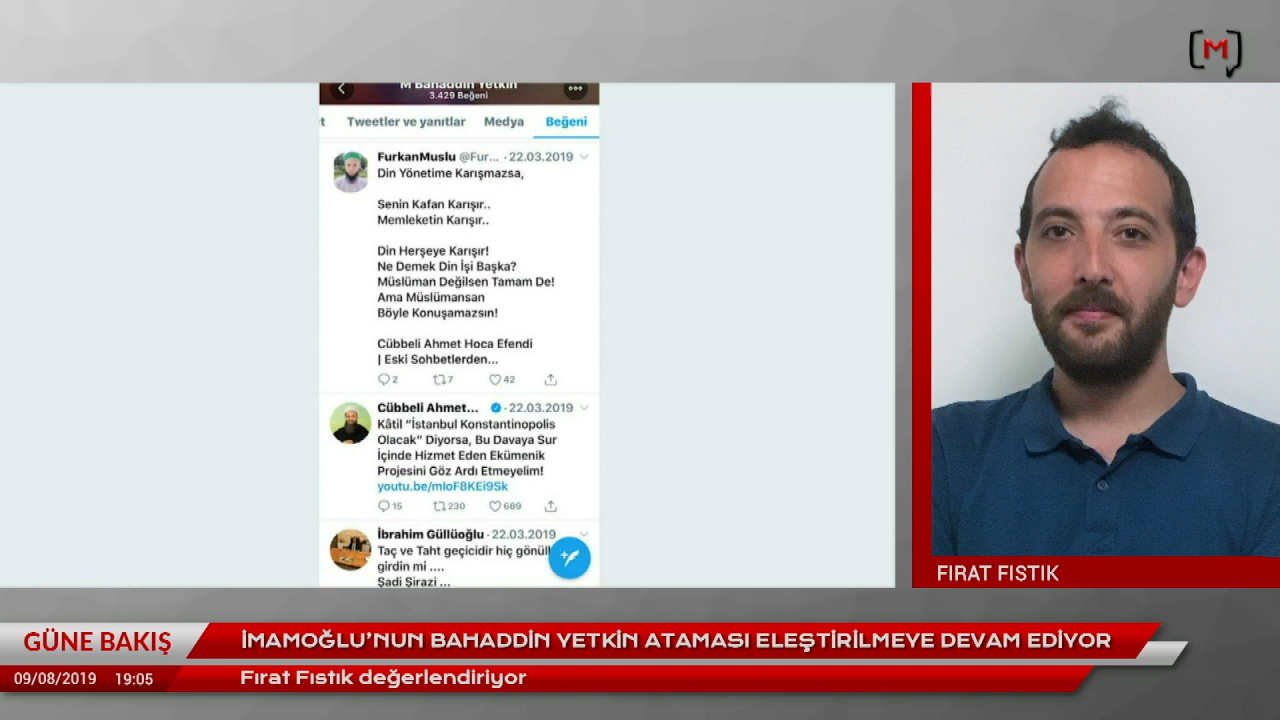 M Bahaddin Yetkin
3.429 Beğeni
t Tweetler ve yanıtlar Medya Beğeni
FurkanMuslu @Fur... · 22.03.2019
Din Yönetime Karışmazsa,
Senin Kafan Karışır..
Memleketin Karışır..
Din Herşeye Karışır!
Ne Demek Din İşi Başka?
Müslüman Değilsen Tamam De!
Ama Müslümansan
Böyle Konuşamazsın!
Cübbeli Ahmet Hoca Efendi
| Eski Sohbetlerden...
2 7 42
Cübbeli Ahmet... · 22.03.2019
Kâtil “İstanbul Konstantinopolis
Olacak” Diyorsa, Bu Davaya Sur
İçinde Hizmet Eden Ekümenik
Projesini Göz Ardı Etmeyelim!
youtu.be/mIoF8KEi9Sk
15 230 689
İbrahim Güllüoğlu · 22.03.2019
Taç ve Taht geçicidir hiç gönüll
girdin mi ....
Şadi Şirazi ...
M
FIRAT FISTIK
GÜNE BAKIŞ
İMAMOĞLU’NUN BAHADDİN YETKİN ATAMASI ELEŞTİRİLMEYE DEVAM EDİYOR
09/08/2019 19:05
Fırat Fıstık değerlendiriyor